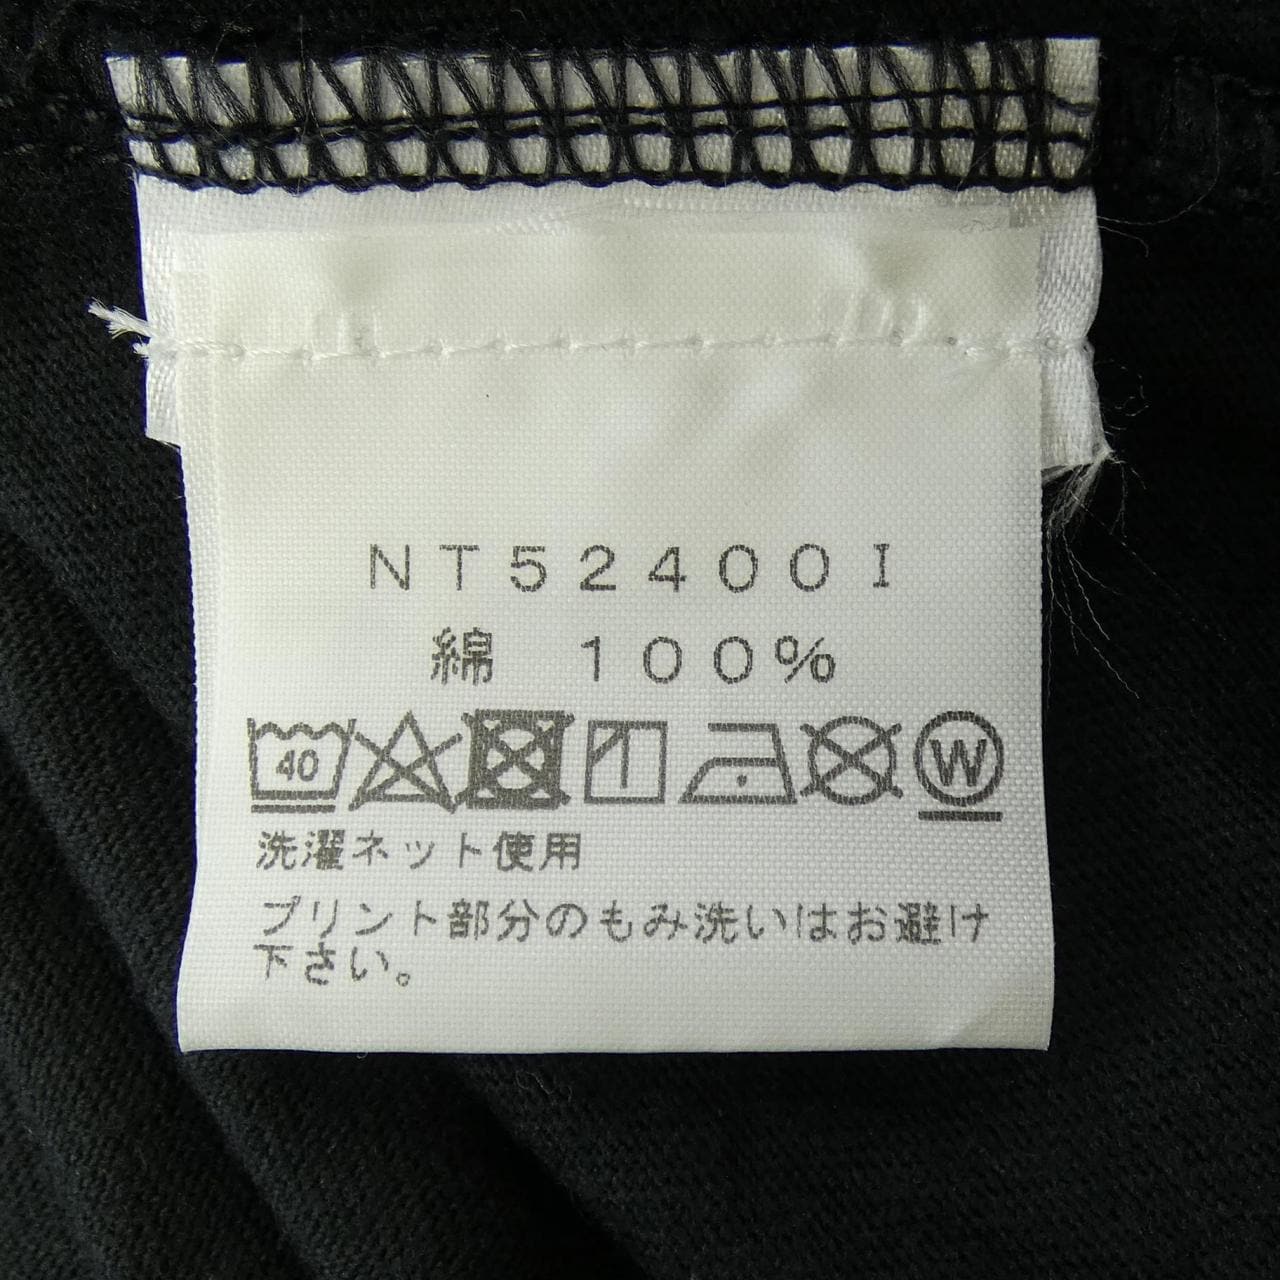 NT52400I
綿 100%
40 W
洗濯ネット使用
プリント部分のもみ洗いはお避け
下さい。